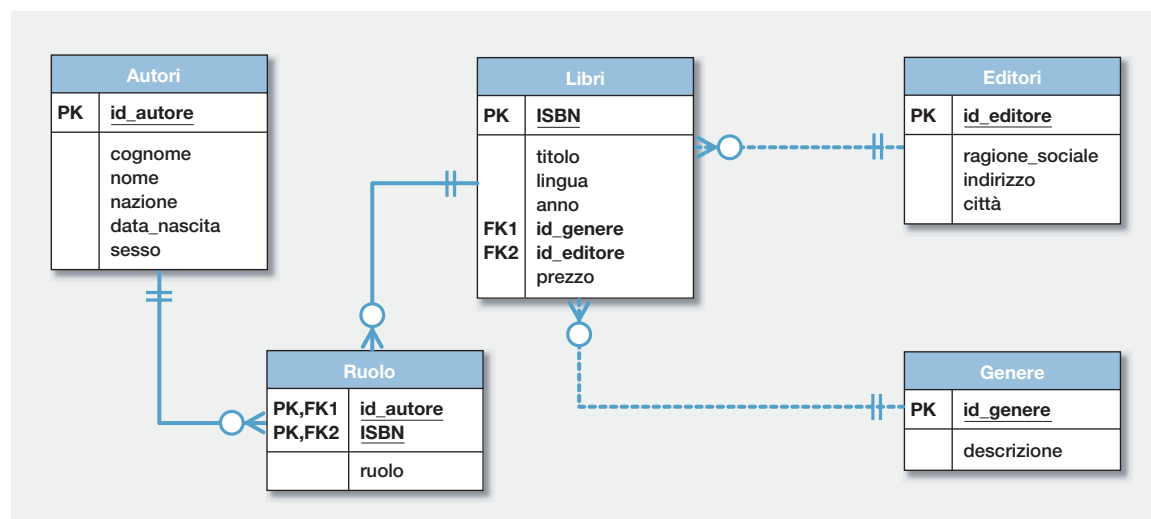 Autori
PK id_autore
cognome
nome
nazione
data_nascita
sesso
Libri
PK ISBN
titolo
lingua
anno
FK1 id_genere
FK2 id_editore
prezzo
Editori
PK id_editore
ragione_sociale
indirizzo
città
Ruolo
PK,FK1 id_autore
PK,FK2 ISBN
ruolo
Genere
PK id_genere
descrizione